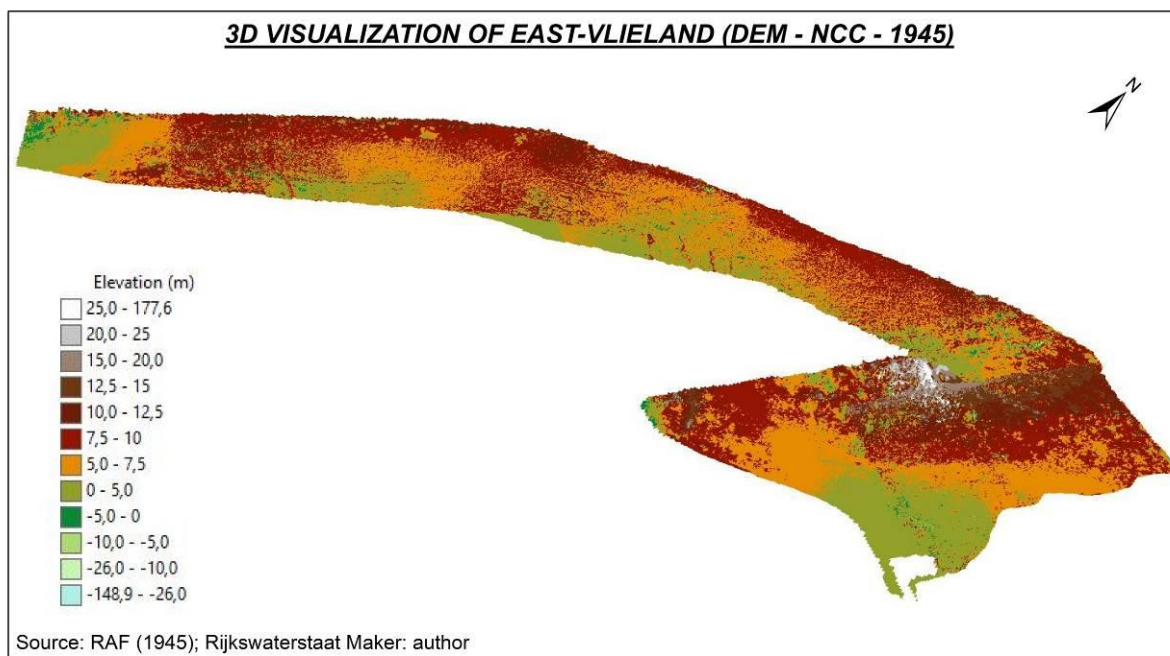 3D VISUALIZATION OF EAST-VLIELAND (DEM - NCC - 1945)
N
Elevation (m)
25,0 - 177,6
20,0 - 25
15,0 - 20,0
12,5 - 15
10,0 - 12,5
7,5 - 10
5,0 - 7,5
0 - 5,0
-5,0 - 0
-10,0 - -5,0
-26,0 - -10,0
-148,9 - -26,0
Source: RAF (1945); Rijkswaterstaat Maker: author